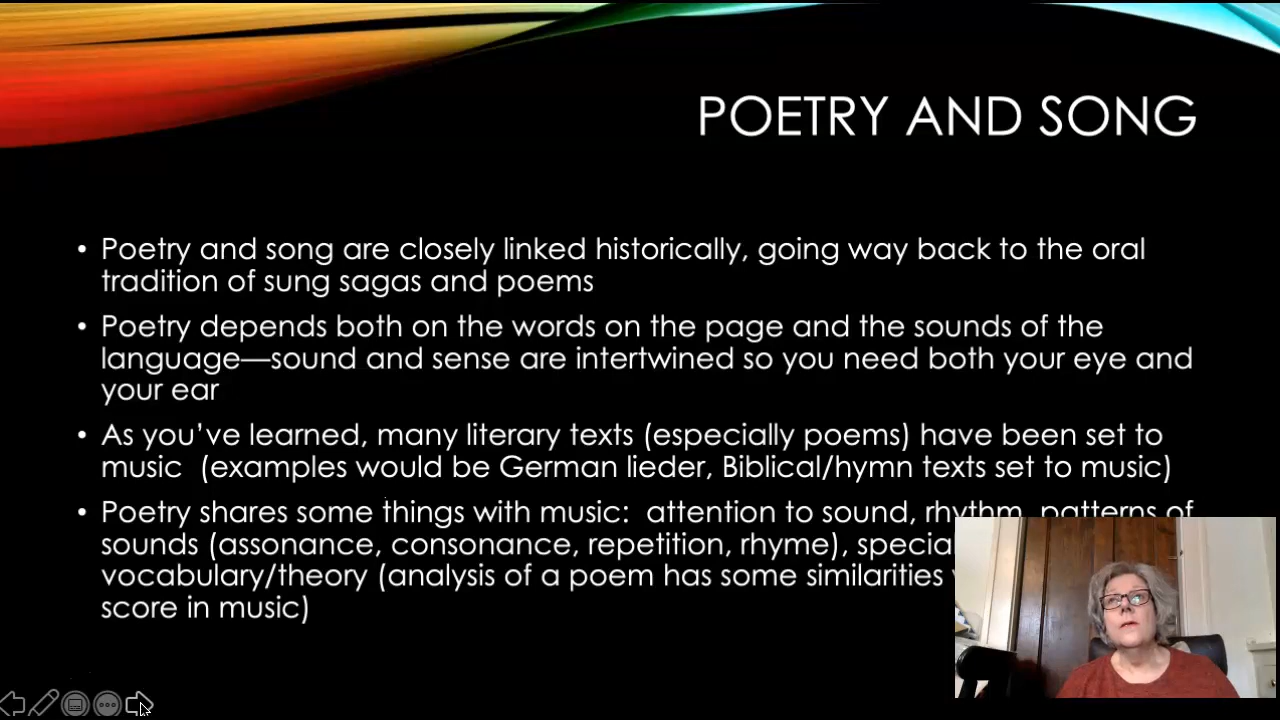 POETRY AND SONG
• Poetry and song are closely linked historically, going way back to the oral
tradition of sung sagas and poems
• Poetry depends both on the words on the page and the sounds of the
language—sound and sense are intertwined so you need both your eye and
your ear
• As you've learned, many literary texts (especially poems) have been set to
music (examples would be German lieder, Biblical/hymn texts set to music)
• Poetry shares some things with music: attention to sound, rhythm, patterns of
sounds (assonance, consonance, repetition, rhyme),
vocabulary/theory (analysis of a poem has some similarities
score in music)